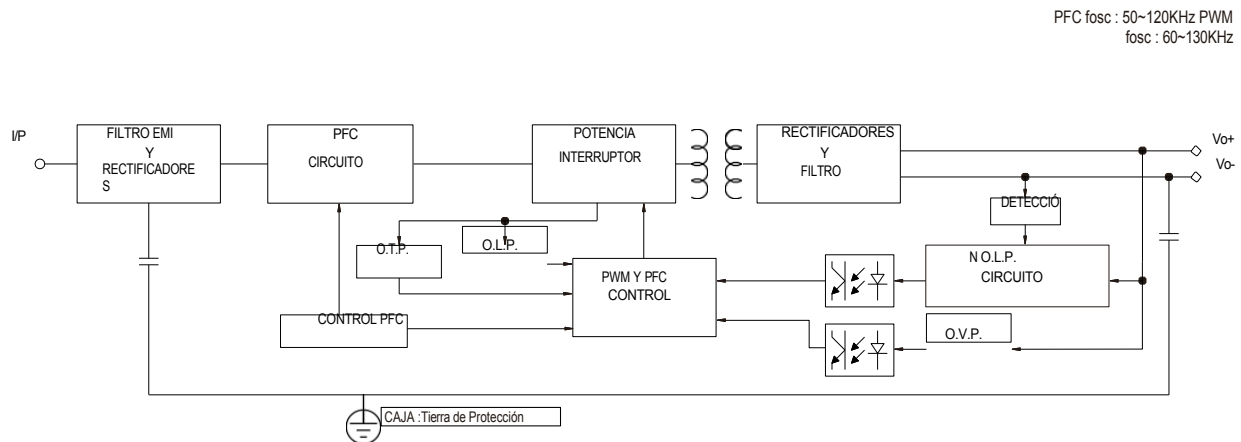 PFC fosc : 50~120KHz PWM
fosc : 60~130KHz
I/P
FILTRO EMI
Y
RECTIFICADORE
S
PFC
CIRCUITO
POTENCIA
INTERRUPTOR
RECTIFICADORES
Y
FILTRO
Vo+
Vo-
DETECCIÓ
N O.L.P.
CIRCUITO
O.T.P.
O.L.P.
PWM Y PFC
CONTROL
CONTROL PFC
O.V.P.
CAJA :Tierra de Protección